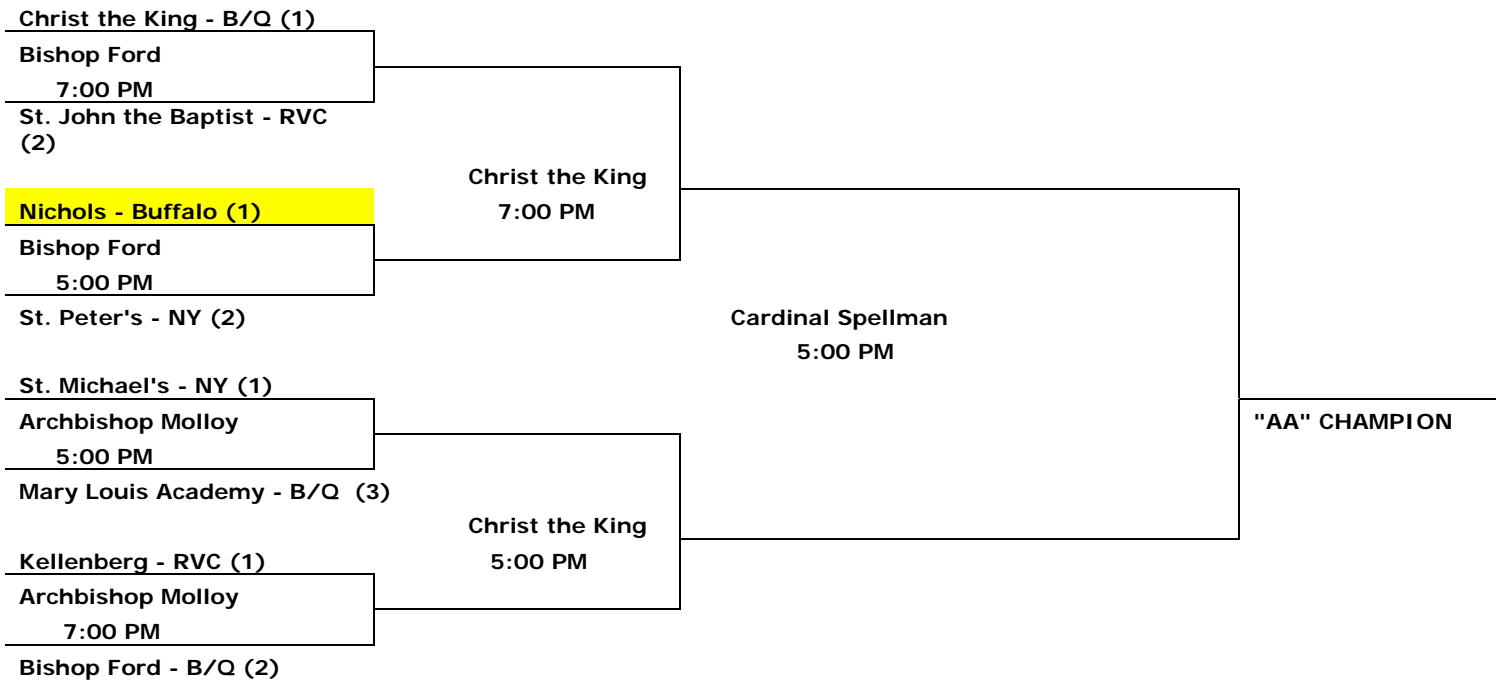 Christ the King - B/Q (1)
Bishop Ford
7:00 PM
St. John the Baptist - RVC
(2)
Christ the King
7:00 PM
Nichols - Buffalo (1)
Bishop Ford
5:00 PM
St. Peter's - NY (2)
Cardinal Spellman
5:00 PM
St. Michael's - NY (1)
Archbishop Molloy
5:00 PM
"AA" CHAMPION
Mary Louis Academy - B/Q (3)
Christ the King
5:00 PM
Kellenberg - RVC (1)
Archbishop Molloy
7:00 PM
Bishop Ford - B/Q (2)